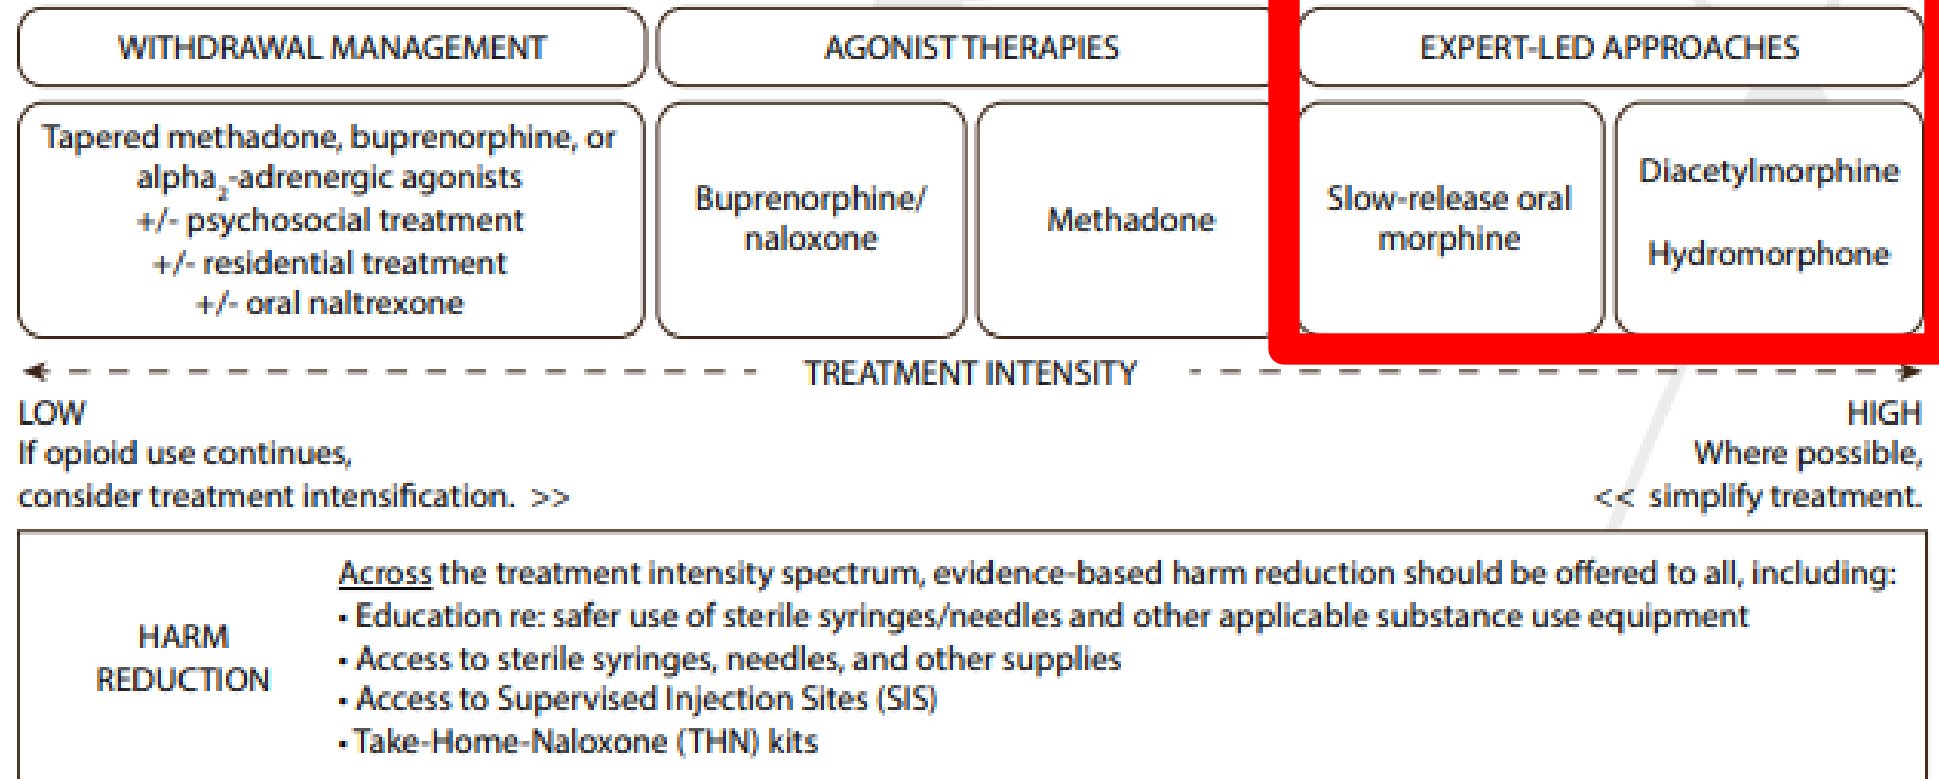 WITHDRAWAL MANAGEMENT
AGONIST THERAPIES
EXPERT-LED APPROACHES
Tapered methadone, buprenorphine, or
alpha₂-adrenergic agonists
+/- psychosocial treatment
+/- residential treatment
+/- oral naltrexone
Buprenorphine/
naloxone
Methadone
Slow-release oral
morphine
Diacetylmorphine
Hydromorphone
TREATMENT INTENSITY
LOW
If opioid use continues,
consider treatment intensification. >>
HIGH
Where possible,
<< simplify treatment.
HARM
REDUCTION
Across the treatment intensity spectrum, evidence-based harm reduction should be offered to all, including:
• Education re: safer use of sterile syringes/needles and other applicable substance use equipment
• Access to sterile syringes, needles, and other supplies
• Access to Supervised Injection Sites (SIS)
• Take-Home-Naloxone (THN) kits